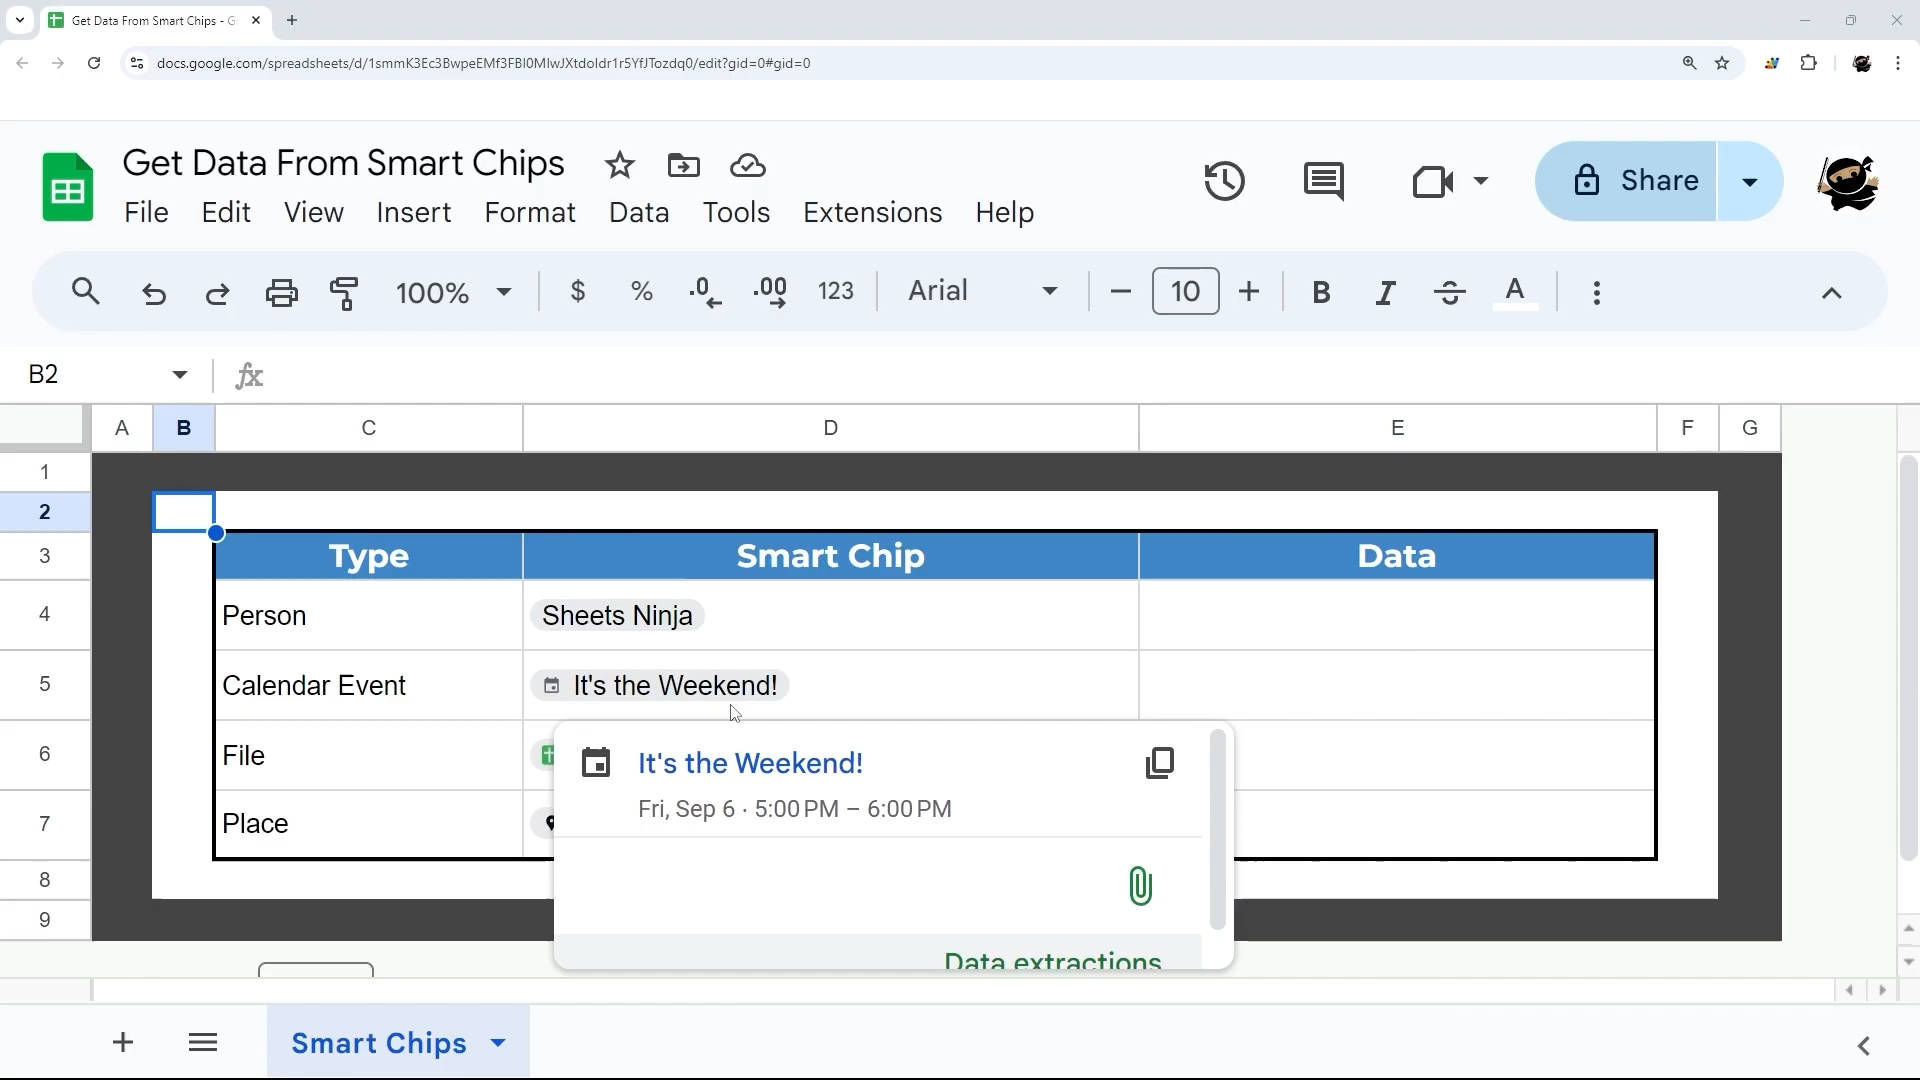 Get Data From Smart Chips - G
docs.google.com/spreadsheets/d/1smmK3Ec3BwpeEMf3FBI0MIwJXtdoldr1r5YfJTozdq0/edit?gid=0#gid=0
Get Data From Smart Chips
File Edit View Insert Format Data Tools Extensions Help
Share
100% $ % .0 .00 123 Arial 10 B I S A
B2 fx
A B C D E F G
1
2
3 Type Smart Chip Data
4 Person Sheets Ninja
5 Calendar Event It's the Weekend!
6 File
It's the Weekend!
Fri, Sep 6 · 5:00 PM – 6:00 PM
7 Place
8
9
Data extractions
Smart Chips